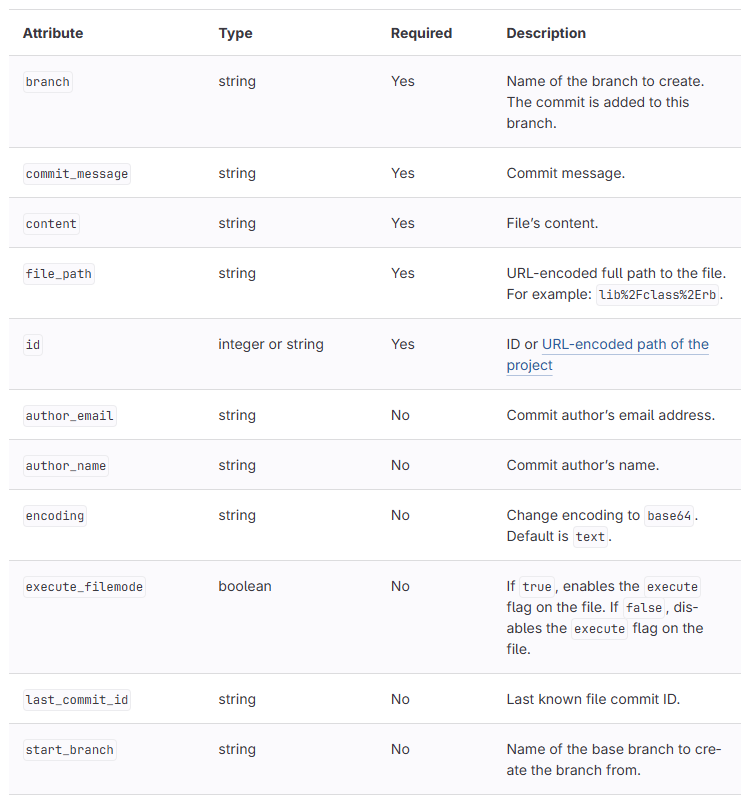 Attribute Type Required Description
branch string Yes Name of the branch to create.
The commit is added to this
branch.
commit_message string Yes Commit message.
content string Yes File’s content.
file_path string Yes URL-encoded full path to the file.
For example: lib%2Fclass%2Erb.
id integer or string Yes ID or URL-encoded path of the
project
author_email string No Commit author’s email address.
author_name string No Commit author’s name.
encoding string No Change encoding to base64.
Default is text.
execute_filemode boolean No If true, enables the execute
flag on the file. If false, dis-
ables the execute flag on the
file.
last_commit_id string No Last known file commit ID.
start_branch string No Name of the base branch to cre-
ate the branch from.